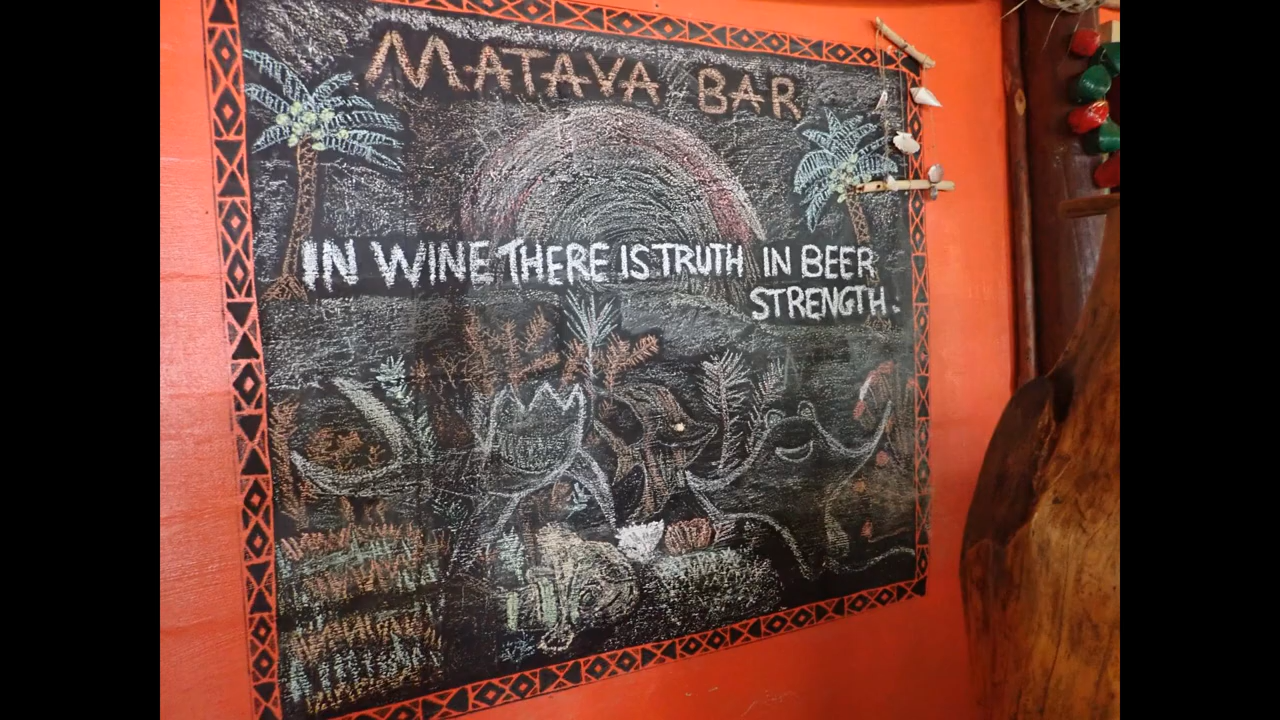 MATAVA BAR
IN WINE THERE IS TRUTH IN BEER
STRENGTH.